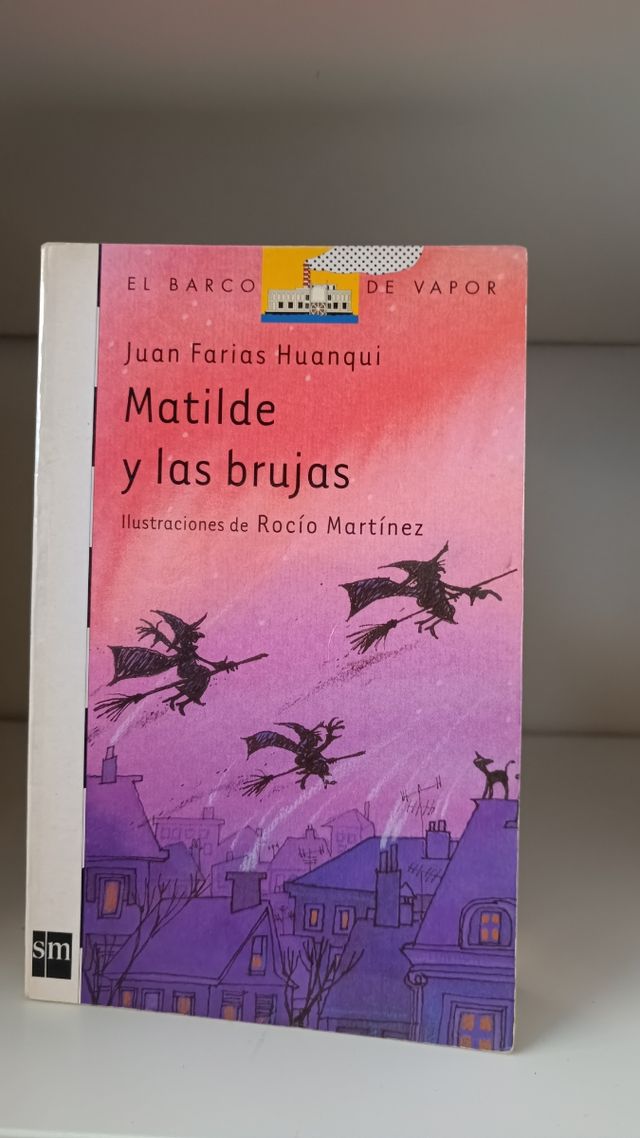 EL BARCO DE VAPOR
Juan Farias Huanqui
Matilde
y las brujas
Ilustraciones de Rocío Martínez
sm